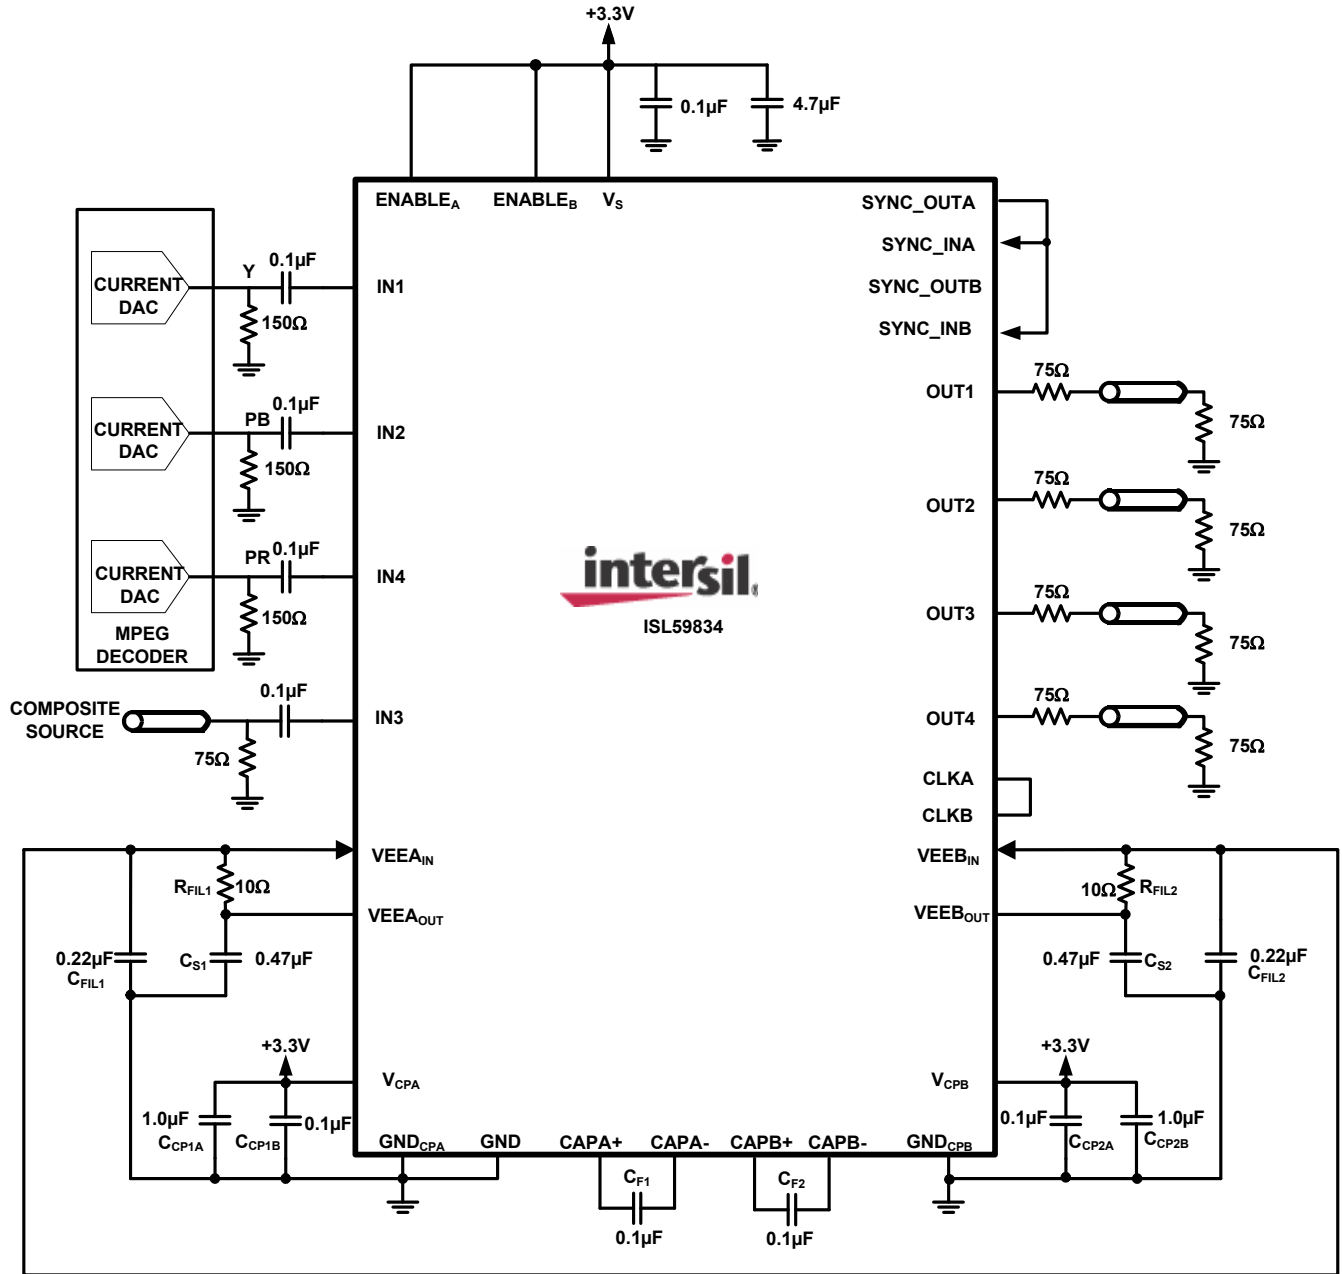 +3.3V
0.1µF
4.7µF
ENABLEA
ENABLEB
VS
SYNC_OUTA
SYNC_INA
SYNC_OUTB
SYNC_INB
CURRENT
DAC
Y
0.1µF
150Ω
IN1
CURRENT
DAC
PB
0.1µF
150Ω
IN2
CURRENT
DAC
PR
0.1µF
150Ω
IN4
MPEG
DECODER
COMPOSITE
SOURCE
0.1µF
75Ω
IN3
intersil®
ISL59834
OUT1
75Ω
75Ω
OUT2
75Ω
75Ω
OUT3
75Ω
75Ω
OUT4
75Ω
75Ω
CLKA
CLKB
VEEAIN
RFIL1
10Ω
VEEAOUT
0.22µF
CFIL1
CS1
0.47µF
VEEBIN
10Ω
RFIL2
VEEBOUT
0.47µF
CS2
0.22µF
CFIL2
+3.3V
VCPA
1.0µF
CCP1A
CCP1B
0.1µF
+3.3V
VCPB
0.1µF
CCP2A
1.0µF
CCP2B
GNDCPA
GND
CAPA+
CAPA-
CAPB+
CAPB-
GNDCPB
CF1
0.1µF
CF2
0.1µF